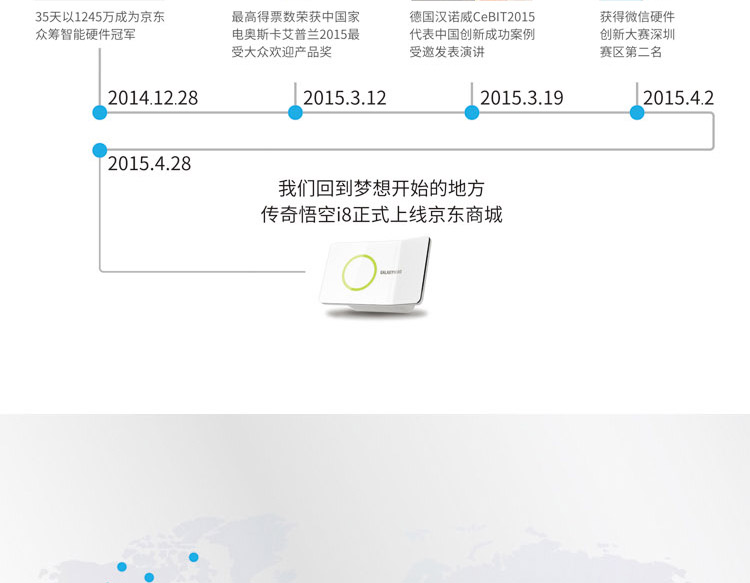 35天以1245万成为京东
众筹智能硬件冠军
最高得票数荣获中国家
电奥斯卡艾普兰2015最
受大众欢迎产品奖
德国汉诺威CeBIT2015
代表中国创新成功案例
受邀发表演讲
获得微信硬件
创新大赛深圳
赛区第二名
2014.12.28
2015.3.12
2015.3.19
2015.4.2
2015.4.28
我们回到梦想开始的地方
传奇悟空i8正式上线京东商城